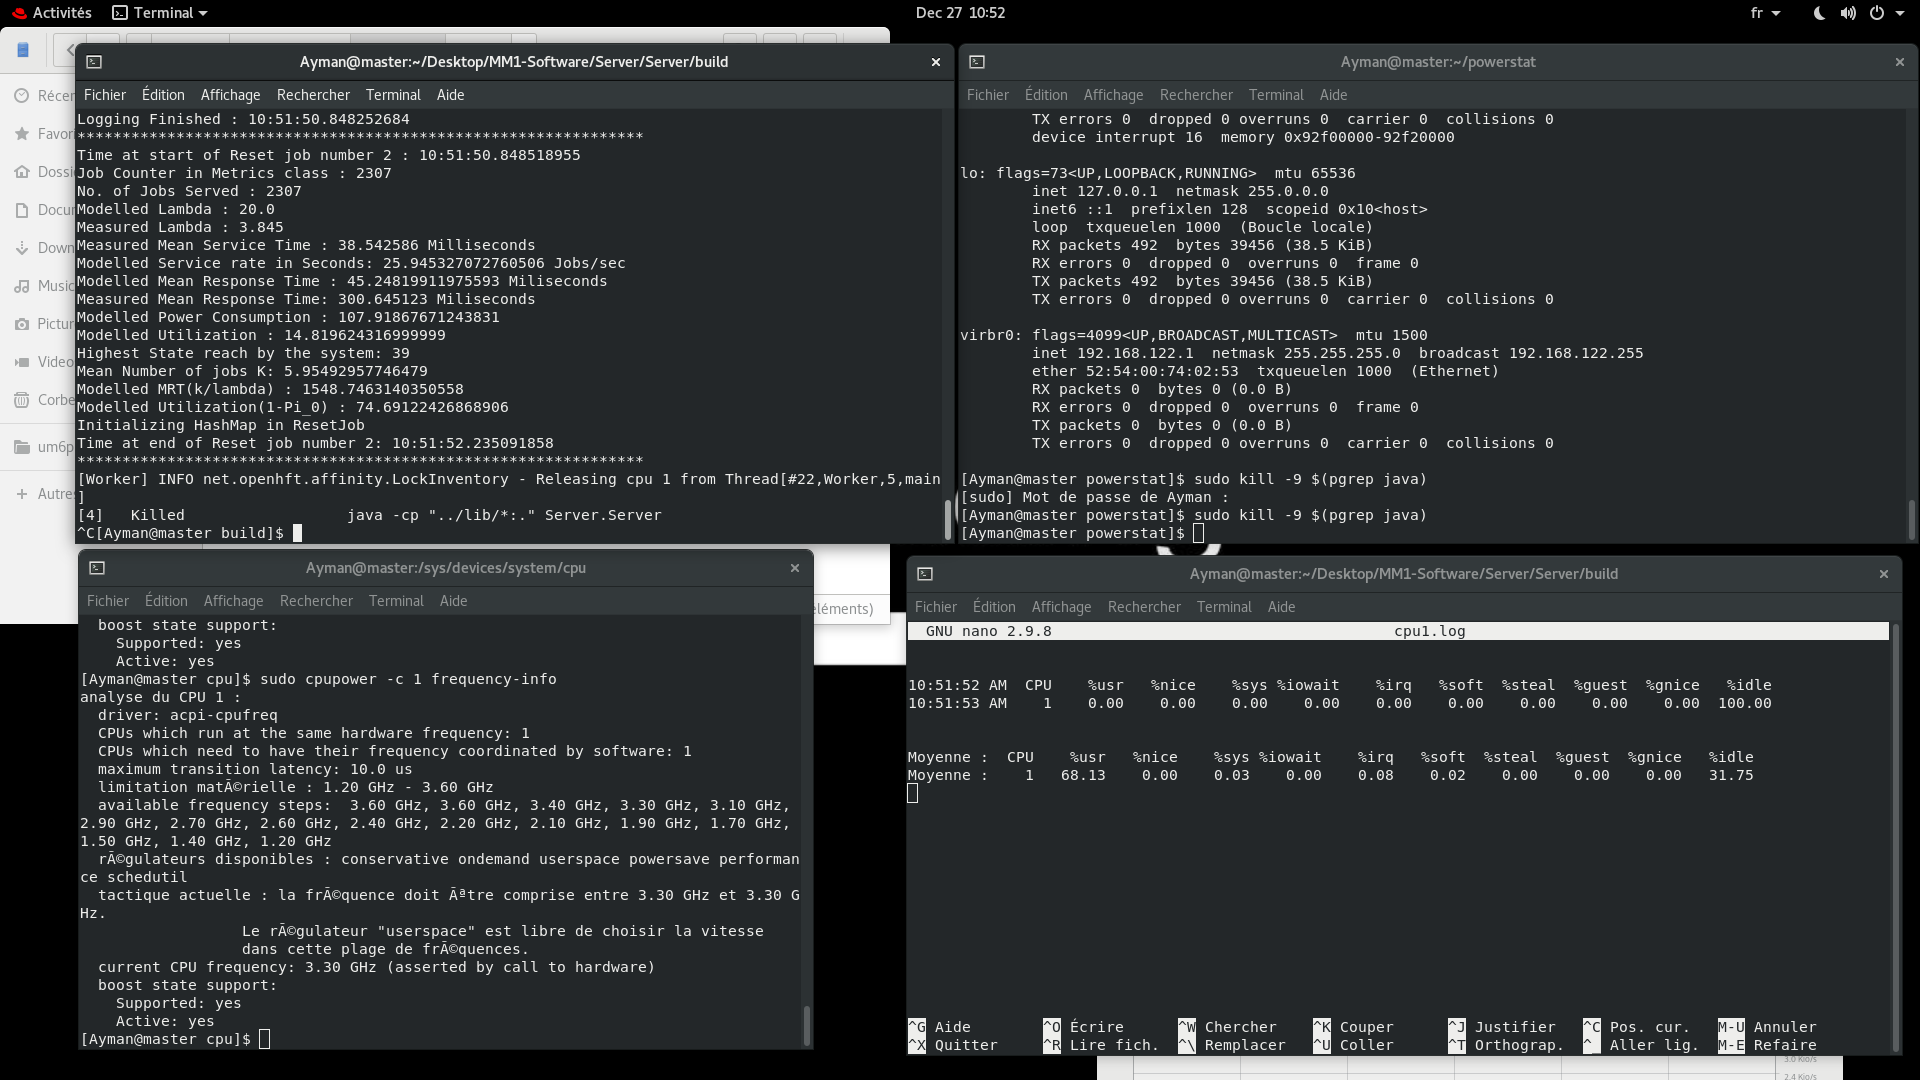 Activités
Terminal
Dec 27 10:52
fr
Ayman@master:~/Desktop/MM1-Software/Server/Server/build
Fichier Édition Affichage Rechercher Terminal Aide
Logging Finished : 10:51:50.848252684
***************************************************************
Time at start of Reset job number 2 : 10:51:50.848518955
Job Counter in Metrics class : 2307
No. of Jobs Served : 2307
Modelled Lambda : 20.0
Measured Lambda : 3.845
Measured Mean Service Time : 38.542586 Milliseconds
Modelled Service rate in Seconds: 25.945327072760506 Jobs/sec
Modelled Mean Response Time : 45.24819911975593 Miliseconds
Measured Mean Response Time: 300.645123 Miliseconds
Modelled Power Consumption : 107.91867671243831
Modelled Utilization : 14.819624316999999
Highest State reach by the system: 39
Mean Number of jobs K: 5.95492957746479
Modelled MRT(k/lambda) : 1548.7463140350558
Modelled Utilization(1-Pi_0) : 74.69122426868906
Initializing HashMap in ResetJob
Time at end of Reset job number 2: 10:51:52.235091858
***************************************************************
[Worker] INFO net.openhft.affinity.LockInventory - Releasing cpu 1 from Thread[#22,Worker,5,main
]
[4]   Killed                  java -cp "../lib/*:." Server.Server
^C[Ayman@master build]$
Ayman@master:~/powerstat
Fichier Édition Affichage Rechercher Terminal Aide
TX errors 0  dropped 0 overruns 0  carrier 0  collisions 0
device interrupt 16  memory 0x92f00000-92f20000
lo: flags=73<UP,LOOPBACK,RUNNING>  mtu 65536
inet 127.0.0.1  netmask 255.0.0.0
inet6 ::1  prefixlen 128  scopeid 0x10<host>
loop  txqueuelen 1000  (Boucle locale)
RX packets 492  bytes 39456 (38.5 KiB)
RX errors 0  dropped 0  overruns 0  frame 0
TX packets 492  bytes 39456 (38.5 KiB)
TX errors 0  dropped 0 overruns 0  carrier 0  collisions 0
virbr0: flags=4099<UP,BROADCAST,MULTICAST>  mtu 1500
inet 192.168.122.1  netmask 255.255.255.0  broadcast 192.168.122.255
ether 52:54:00:74:02:53  txqueuelen 1000  (Ethernet)
RX packets 0  bytes 0 (0.0 B)
RX errors 0  dropped 0  overruns 0  frame 0
TX packets 0  bytes 0 (0.0 B)
TX errors 0  dropped 0 overruns 0  carrier 0  collisions 0
[Ayman@master powerstat]$ sudo kill -9 $(pgrep java)
[sudo] Mot de passe de Ayman :
[Ayman@master powerstat]$ sudo kill -9 $(pgrep java)
[Ayman@master powerstat]$
Récer
Favori
Dossi
Docun
Down
Music
Pictur
Video
Corbe
um6p
Autres
éléments)
Ayman@master:/sys/devices/system/cpu
Fichier Édition Affichage Rechercher Terminal Aide
boost state support:
Supported: yes
Active: yes
[Ayman@master cpu]$ sudo cpupower -c 1 frequency-info
analyse du CPU 1 :
driver: acpi-cpufreq
CPUs which run at the same hardware frequency: 1
CPUs which need to have their frequency coordinated by software: 1
maximum transition latency: 10.0 us
limitation matÃ©rielle : 1.20 GHz - 3.60 GHz
available frequency steps:  3.60 GHz, 3.60 GHz, 3.40 GHz, 3.30 GHz, 3.10 GHz,
2.90 GHz, 2.70 GHz, 2.60 GHz, 2.40 GHz, 2.20 GHz, 2.10 GHz, 1.90 GHz, 1.70 GHz,
1.50 GHz, 1.40 GHz, 1.20 GHz
rÃ©gulateurs disponibles : conservative ondemand userspace powersave performan
ce schedutil
tactique actuelle : la frÃ©quence doit Ãªtre comprise entre 3.30 GHz et 3.30 G
Hz.
Le rÃ©gulateur "userspace" est libre de choisir la vitesse
dans cette plage de frÃ©quences.
current CPU frequency: 3.30 GHz (asserted by call to hardware)
boost state support:
Supported: yes
Active: yes
[Ayman@master cpu]$
Ayman@master:~/Desktop/MM1-Software/Server/Server/build
Fichier Édition Affichage Rechercher Terminal Aide
GNU nano 2.9.8   cpu1.log
10:51:52 AM  CPU    %usr   %nice    %sys %iowait    %irq   %soft  %steal  %guest  %gnice   %idle
10:51:53 AM    1    0.00    0.00    0.00    0.00    0.00    0.00    0.00    0.00    0.00  100.00
Moyenne :  CPU    %usr   %nice    %sys %iowait    %irq   %soft  %steal  %guest  %gnice   %idle
Moyenne :    1   68.13    0.00    0.03    0.00    0.08    0.02    0.00    0.00    0.00   31.75
^G Aide ^O Écrire ^W Chercher ^K Couper ^J Justifier ^C Pos. cur. M-U Annuler
^X Quitter ^R Lire fich. ^\ Remplacer ^U Coller ^T Orthograp. ^_ Aller lig. M-E Refaire
3.0 Kio/s
2.4 Kio/s